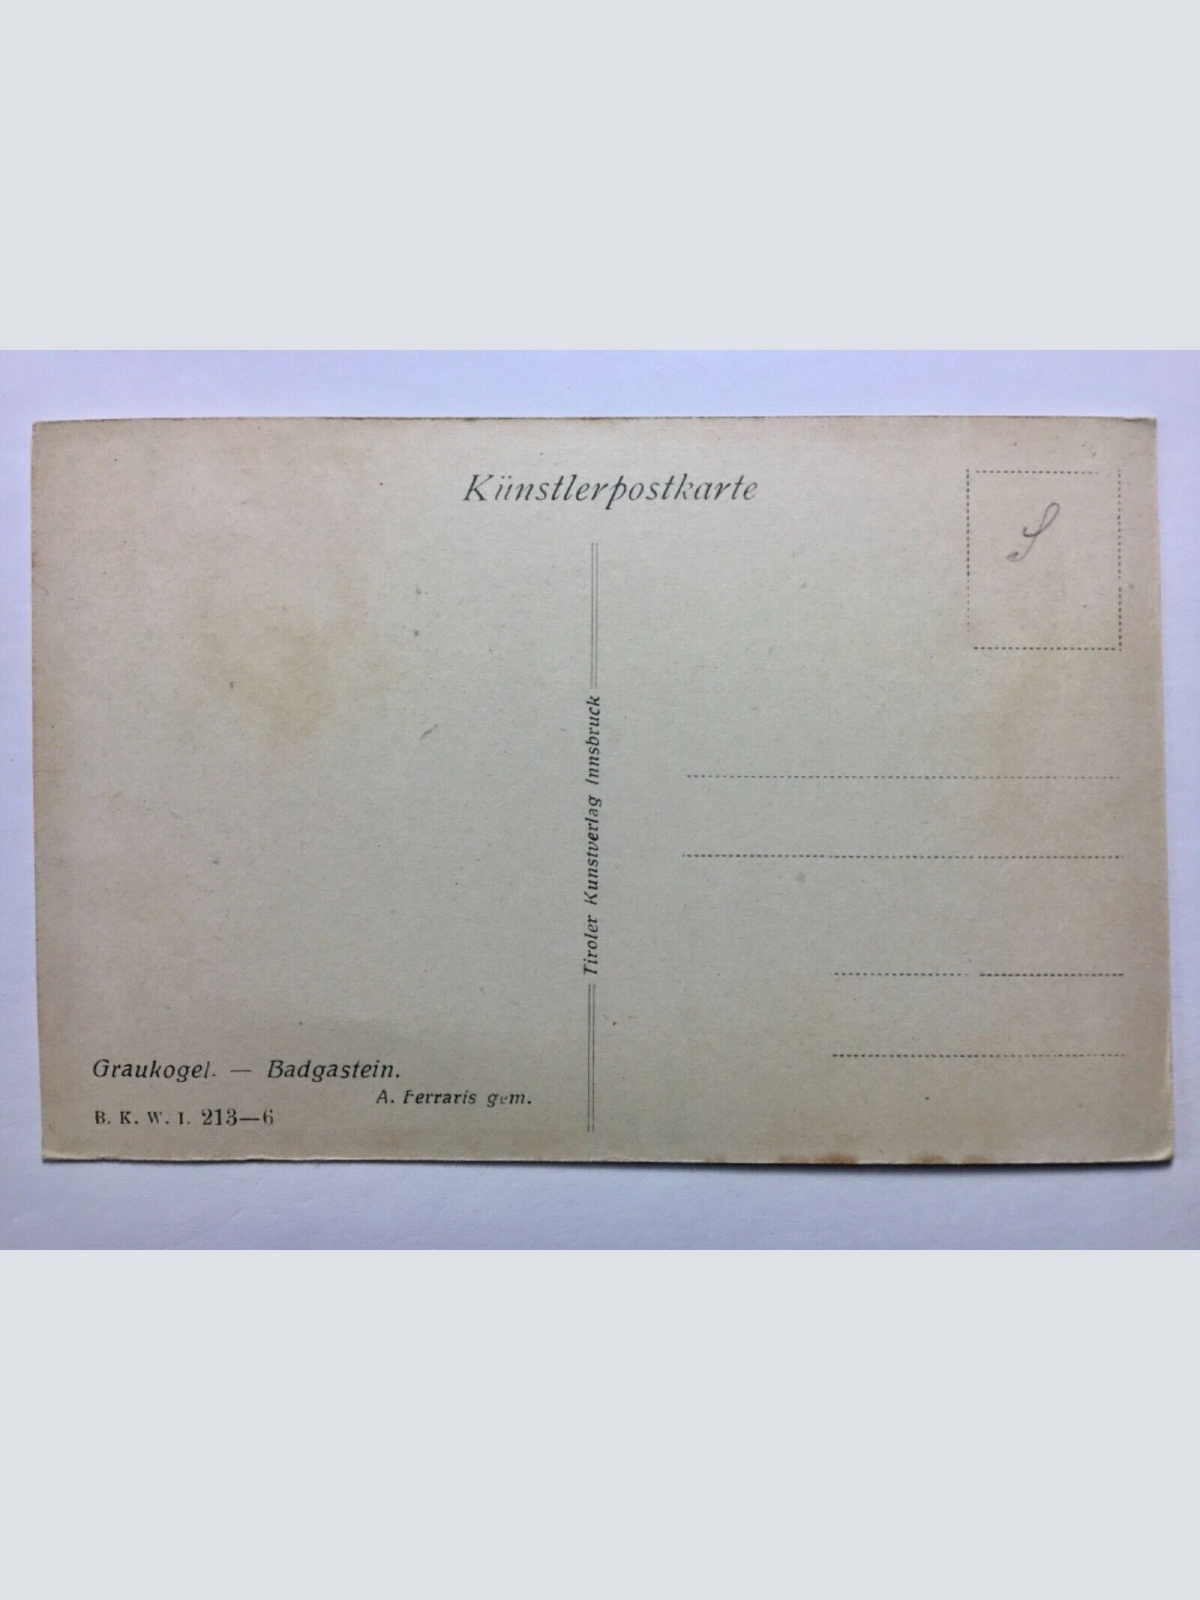 Künstlerpostkarte
Tiroler Kunstverlag Innsbruck
Graukogel. — Badgastein.
A. Ferraris gem.
B. K. W. I. 213—6